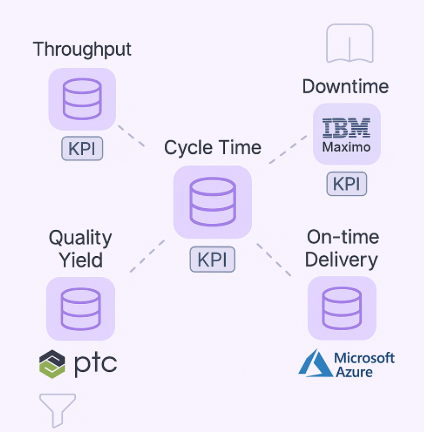 Throughput
KPI
Downtime
IBM
Maximo
KPI
Cycle Time
KPI
Quality
Yield
ptc
On-time
Delivery
Microsoft
Azure